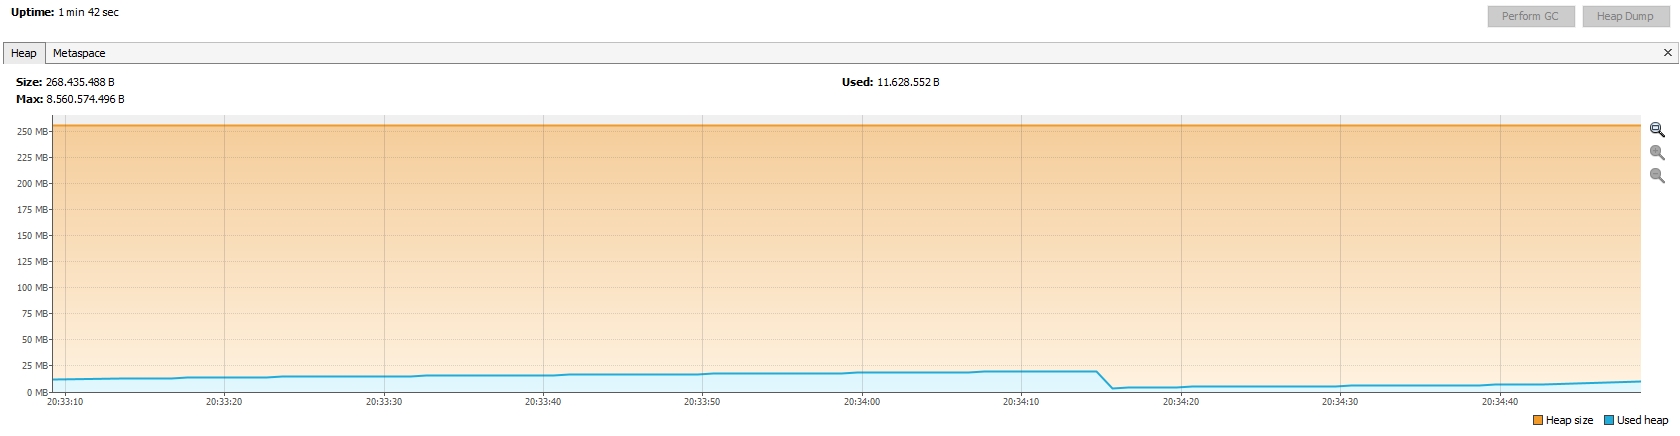 Uptime: 1 min 42 sec
Perform GC Heap Dump
Heap Metaspace
Size: 268.435.488 B Used: 11.628.552 B
Max: 8.560.574.496 B
250 MB
225 MB
200 MB
175 MB
150 MB
125 MB
100 MB
75 MB
50 MB
25 MB
0 MB
20:33:10 20:33:20 20:33:30 20:33:40 20:33:50 20:34:00 20:34:10 20:34:20 20:34:30 20:34:40
Heap size Used heap